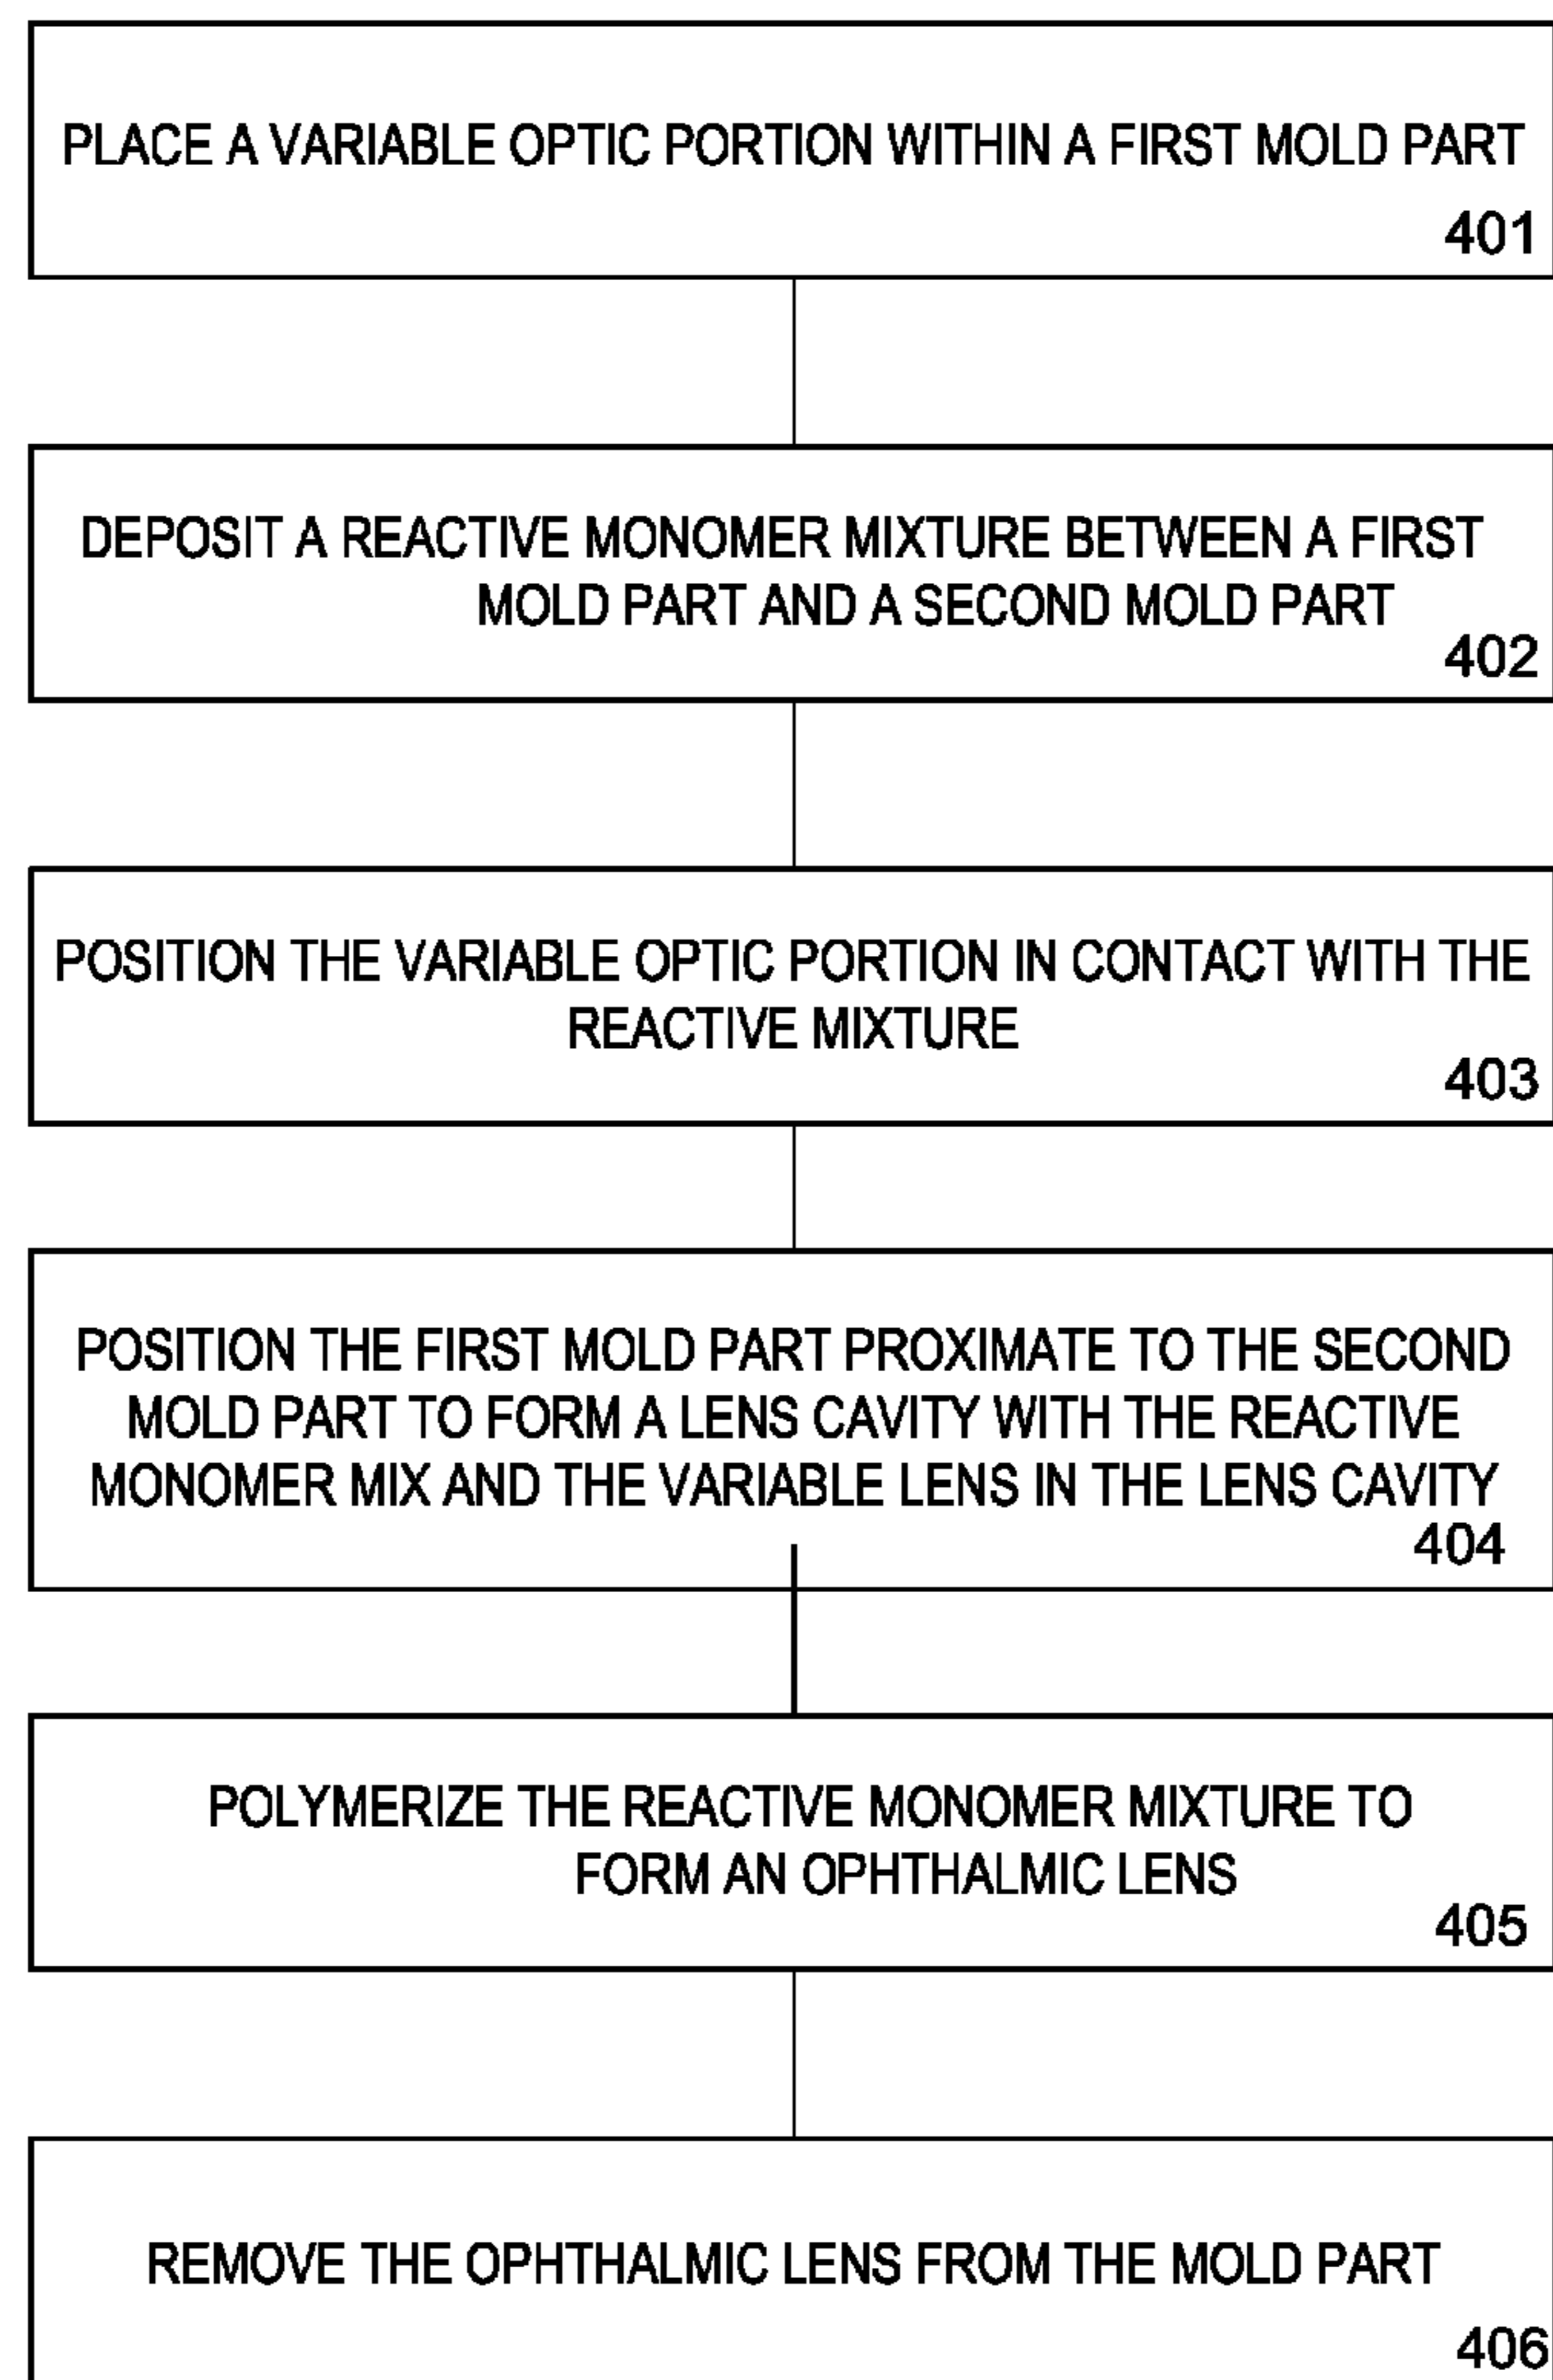 PLACE A VARIABLE OPTIC PORTION WITHIN A FIRST MOLD PART
401
DEPOSIT A REACTIVE MONOMER MIXTURE BETWEEN A FIRST
MOLD PART AND A SECOND MOLD PART
402
POSITION THE VARIABLE OPTIC PORTION IN CONTACT WITH THE
REACTIVE MIXTURE
403
POSITION THE FIRST MOLD PART PROXIMATE TO THE SECOND
MOLD PART TO FORM A LENS CAVITY WITH THE REACTIVE
MONOMER MIX AND THE VARIABLE LENS IN THE LENS CAVITY
404
POLYMERIZE THE REACTIVE MONOMER MIXTURE TO
FORM AN OPHTHALMIC LENS
405
REMOVE THE OPHTHALMIC LENS FROM THE MOLD PART
406